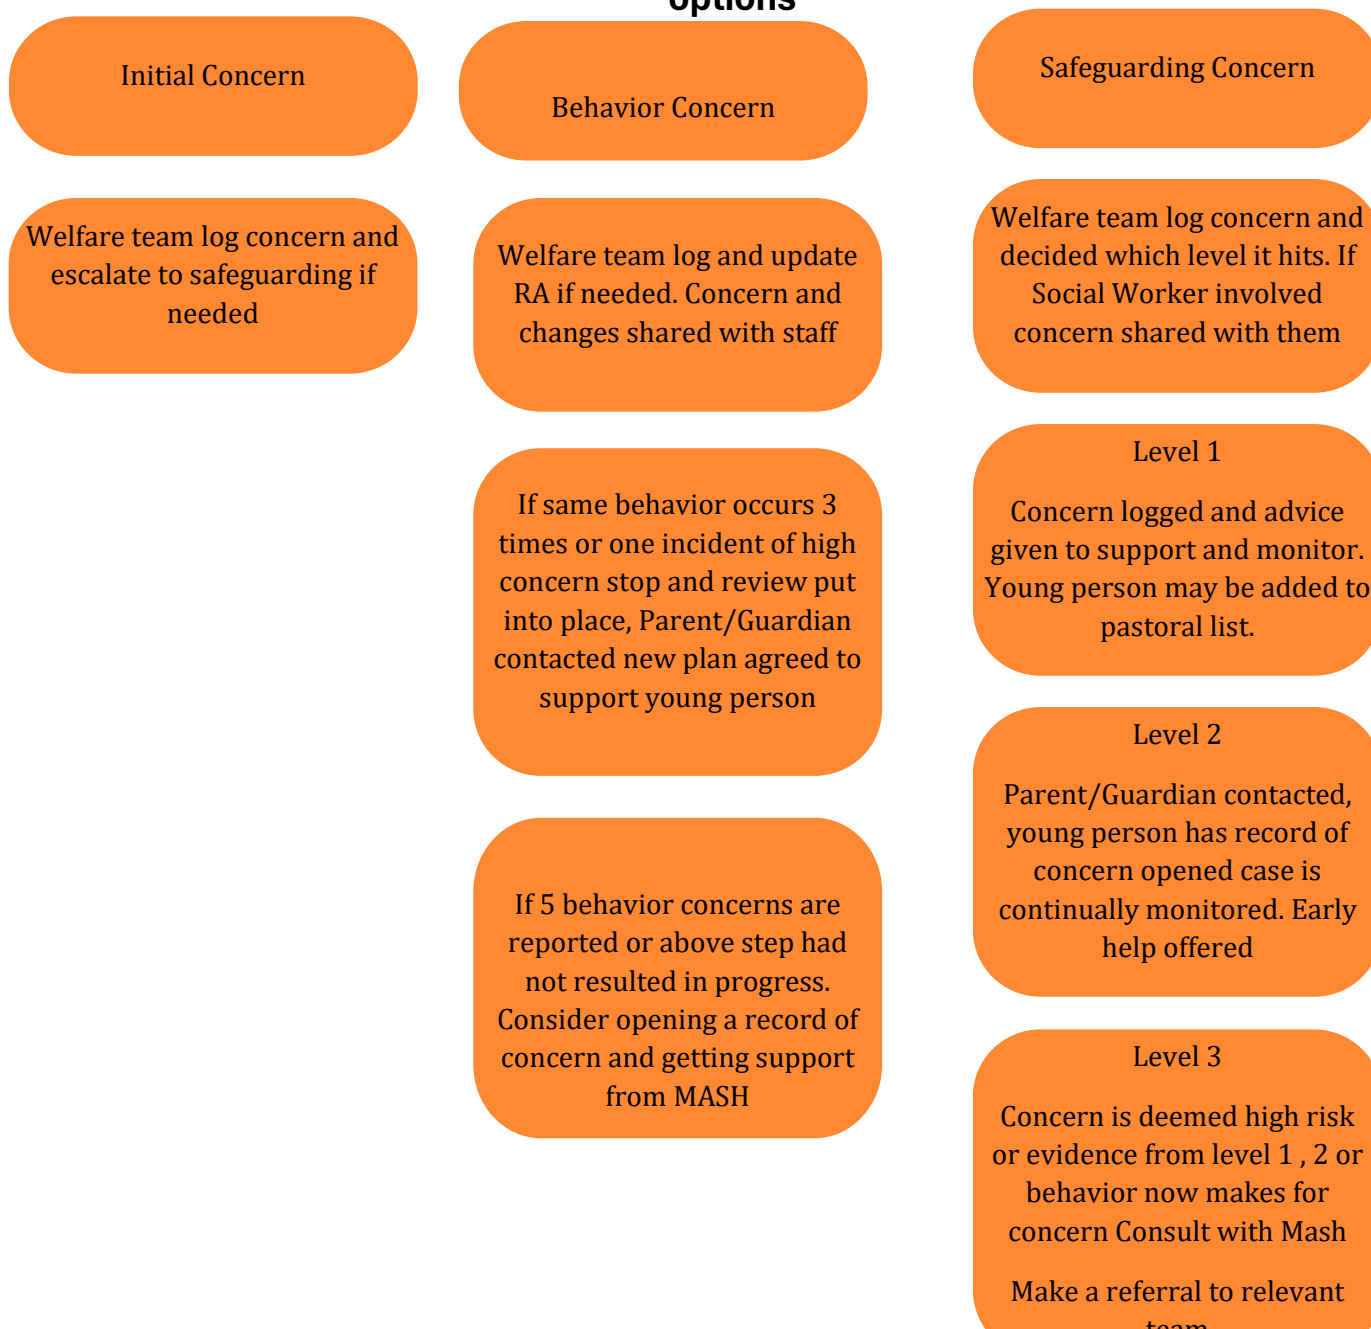 options
Initial Concern
Welfare team log concern and
escalate to safeguarding if
needed
Behavior Concern
Welfare team log and update
RA if needed. Concern and
changes shared with staff
If same behavior occurs 3
times or one incident of high
concern stop and review put
into place, Parent/Guardian
contacted new plan agreed to
support young person
If 5 behavior concerns are
reported or above step had
not resulted in progress.
Consider opening a record of
concern and getting support
from MASH
Safeguarding Concern
Welfare team log concern and
decided which level it hits. If
Social Worker involved
concern shared with them
Level 1
Concern logged and advice
given to support and monitor.
Young person may be added to
pastoral list.
Level 2
Parent/Guardian contacted,
young person has record of
concern opened case is
continually monitored. Early
help offered
Level 3
Concern is deemed high risk
or evidence from level 1 , 2 or
behavior now makes for
concern Consult with Mash
Make a referral to relevant
team